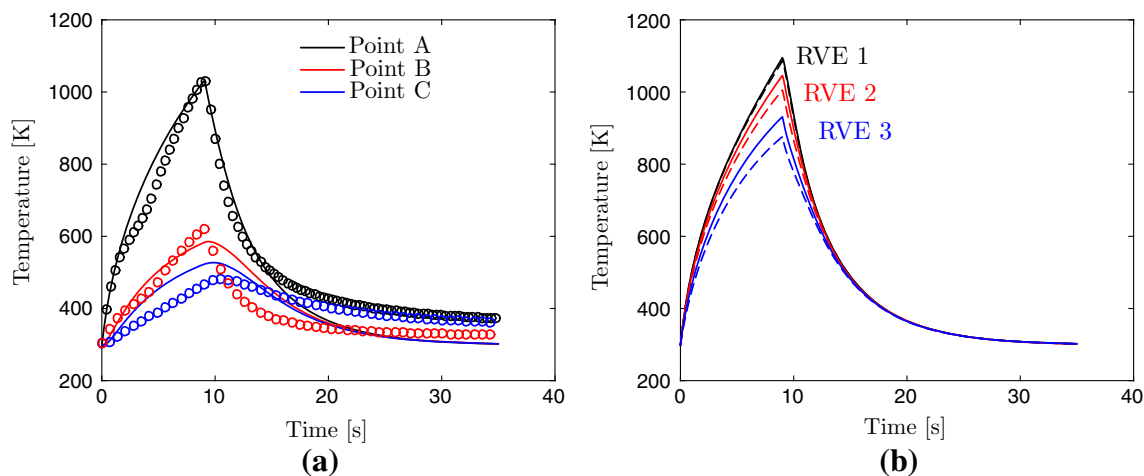 1200
1000
800
600
400
200
0
10
20
30
40
Temperature [K]
Time [s]
Point A
Point B
Point C
(a)
1200
1000
800
600
400
200
0
10
20
30
40
Temperature [K]
Time [s]
RVE 1
RVE 2
RVE 3
(b)